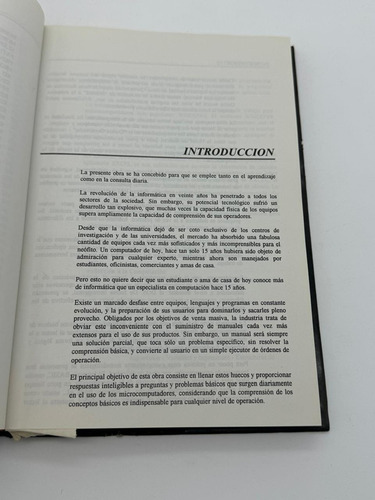 INTRODUCCION
La presente obra se ha concebido para que se emplee tanto en el aprendizaje
como en la consulta diaria.
La revolución de la informática en veinte años ha penetrado a todos los
sectores de la sociedad. Sin embargo, su potencial tecnológico sufrió un
desarrollo tan explosivo, que muchas veces la capacidad física de los equipos
supera ampliamente la capacidad de comprensión de sus operadores.
Desde que la informática dejó de ser coto exclusivo de los centros de
investigación y de las universidades, el mercado ha absorbido una fabulosa
cantidad de equipos cada vez más sofisticados y más incomprensibles para el
neófito. Un computador de hoy, hace tan solo 15 años habría sido objeto de
admiración para cualquier experto, mientras ahora son manejados por
estudiantes, oficinistas, comerciantes y amas de casa.
Pero esto no quiere decir que un estudiante o ama de casa de hoy conoce más
de informática que un especialista en computación hace 15 años.
Existe un marcado desfase entre equipos, lenguajes y programas en constante
evolución, y la preparación de sus usuarios para dominarlos y sacarles pleno
provecho. Obligados por los objetivos de venta masiva, la industria trata de
obviar este inconveniente con el suministro de manuales cada vez más
extensos para el uso de sus productos. Sin embargo, un manual será siempre
una solución parcial, que toca sólo un problema específico, sin resolver la
comprensión básica, y convierte al usuario en un simple ejecutor de órdenes de
operación.
El principal objetivo de esta obra consiste en llenar estos huecos y proporcionar
respuestas inteligibles a preguntas y problemas básicos que surgen diariamente
en el uso de los microcomputadores, considerando que la comprensión de los
conceptos básicos es indispensable para cualquier nivel de operación.